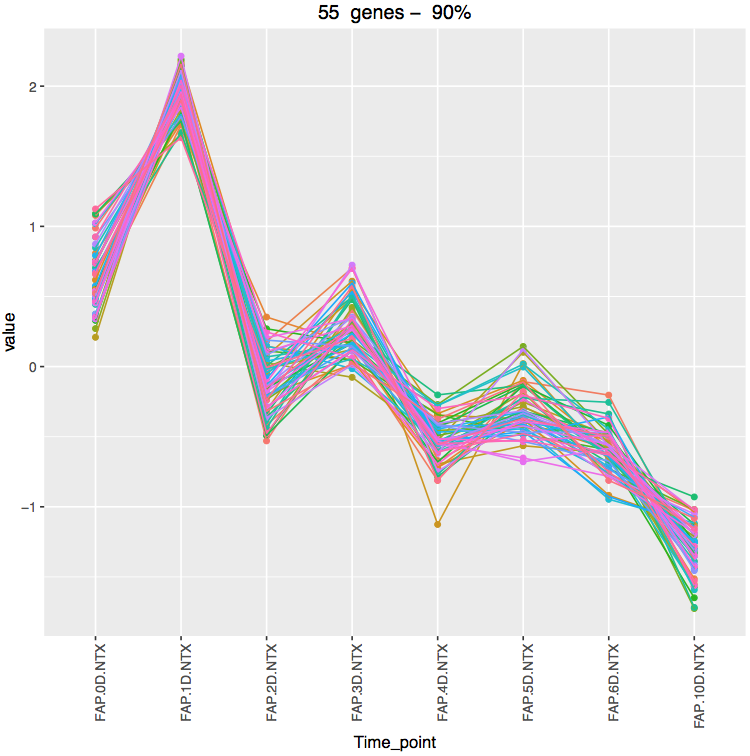 55 genes – 90%
value
2
1
0
−1
FAP.0D.NTX
FAP.1D.NTX
FAP.2D.NTX
FAP.3D.NTX
FAP.4D.NTX
FAP.5D.NTX
FAP.6D.NTX
FAP.10D.NTX
Time_point